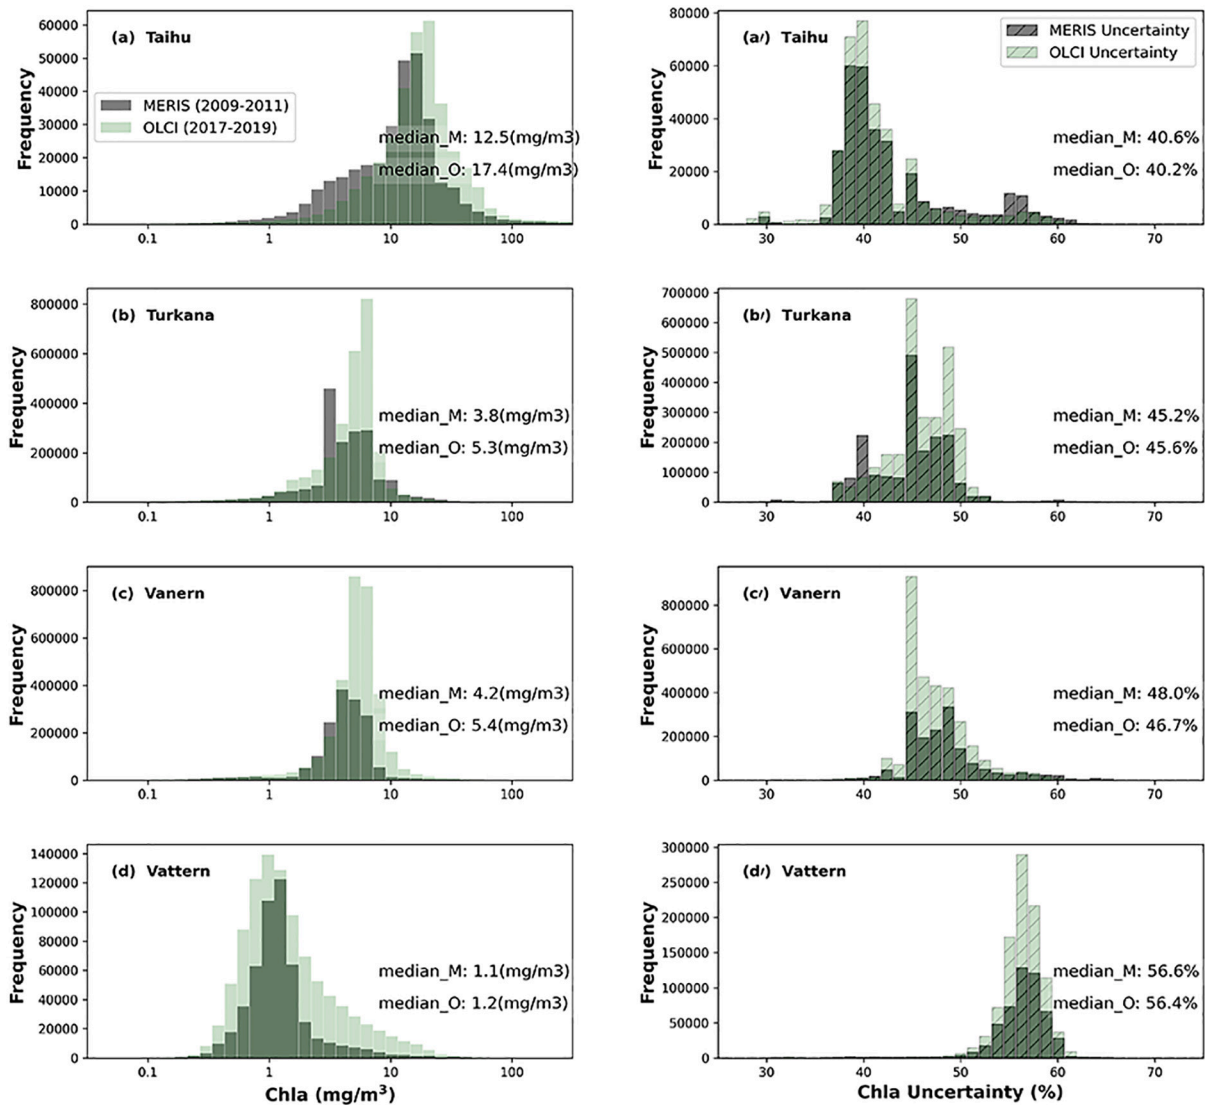 (a) Taihu
Frequency
60000
50000
40000
30000
20000
10000
0
MERIS (2009-2011)
OLCI (2017-2019)
median_M: 12.5(mg/m3)
median_O: 17.4(mg/m3)
0.1 1 10 100
(a′) Taihu
Frequency
80000
60000
40000
20000
0
MERIS Uncertainty
OLCI Uncertainty
median_M: 40.6%
median_O: 40.2%
30 40 50 60 70
(b) Turkana
Frequency
800000
600000
400000
200000
0
median_M: 3.8(mg/m3)
median_O: 5.3(mg/m3)
0.1 1 10 100
(b′) Turkana
Frequency
700000
600000
500000
400000
300000
200000
100000
0
median_M: 45.2%
median_O: 45.6%
30 40 50 60 70
(c) Vanern
Frequency
800000
600000
400000
200000
0
median_M: 4.2(mg/m3)
median_O: 5.4(mg/m3)
0.1 1 10 100
(c′) Vanern
Frequency
800000
600000
400000
200000
0
median_M: 48.0%
median_O: 46.7%
30 40 50 60 70
(d) Vattern
Frequency
140000
120000
100000
80000
60000
40000
20000
0
median_M: 1.1(mg/m3)
median_O: 1.2(mg/m3)
0.1 1 10 100
Chla (mg/m³)
(d′) Vattern
Frequency
300000
250000
200000
150000
100000
50000
0
median_M: 56.6%
median_O: 56.4%
30 40 50 60 70
Chla Uncertainty (%)